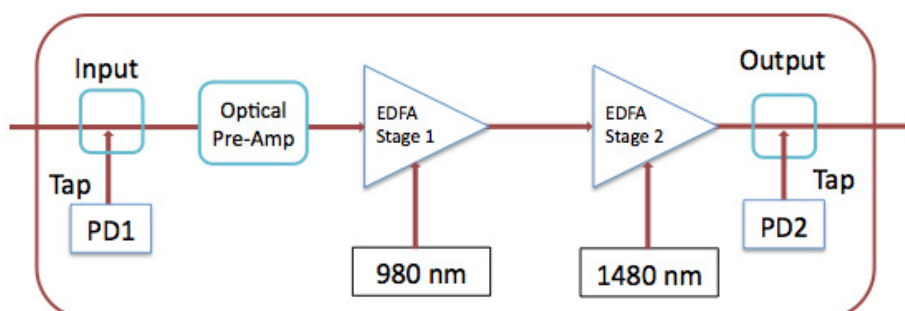 Input
Output
Optical
Pre-Amp
EDFA
Stage 1
EDFA
Stage 2
Tap
Tap
PD1
PD2
980 nm
1480 nm